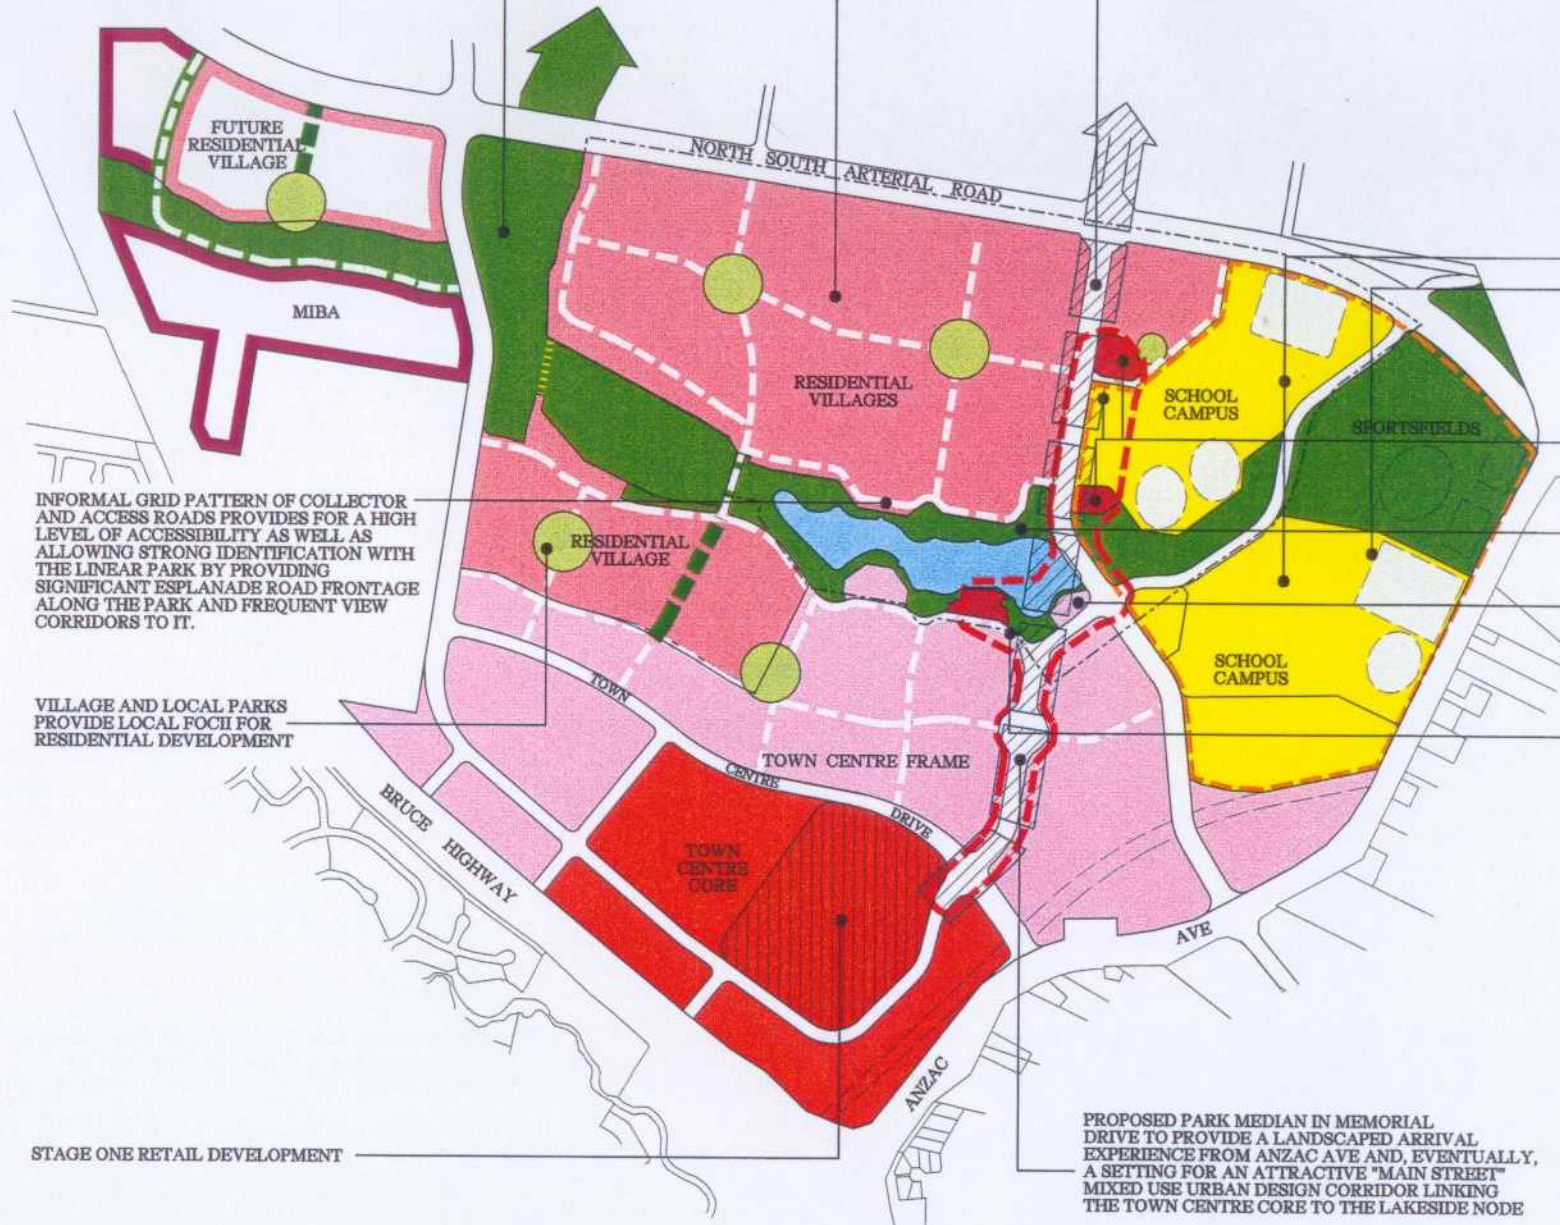 FUTURE
RESIDENTIAL
VILLAGE
NORTH SOUTH ARTERIAL ROAD
MIBA
RESIDENTIAL
VILLAGES
SCHOOL
CAMPUS
SPORTSFIELDS
INFORMAL GRID PATTERN OF COLLECTOR
AND ACCESS ROADS PROVIDES FOR A HIGH
LEVEL OF ACCESSIBILITY AS WELL AS
ALLOWING STRONG IDENTIFICATION WITH
THE LINEAR PARK BY PROVIDING
SIGNIFICANT ESPLANADE ROAD FRONTAGE
ALONG THE PARK AND FREQUENT VIEW
CORRIDORS TO IT.
RESIDENTIAL
VILLAGE
SCHOOL
CAMPUS
VILLAGE AND LOCAL PARKS
PROVIDE LOCAL FOCII FOR
RESIDENTIAL DEVELOPMENT
TOWN CENTRE DRIVE
TOWN CENTRE FRAME
BRUCE HIGHWAY
TOWN
CENTRE
CORE
ANZAC AVE
STAGE ONE RETAIL DEVELOPMENT
PROPOSED PARK MEDIAN IN MEMORIAL
DRIVE TO PROVIDE A LANDSCAPED ARRIVAL
EXPERIENCE FROM ANZAC AVE AND, EVENTUALLY,
A SETTING FOR AN ATTRACTIVE "MAIN STREET"
MIXED USE URBAN DESIGN CORRIDOR LINKING
THE TOWN CENTRE CORE TO THE LAKESIDE NODE